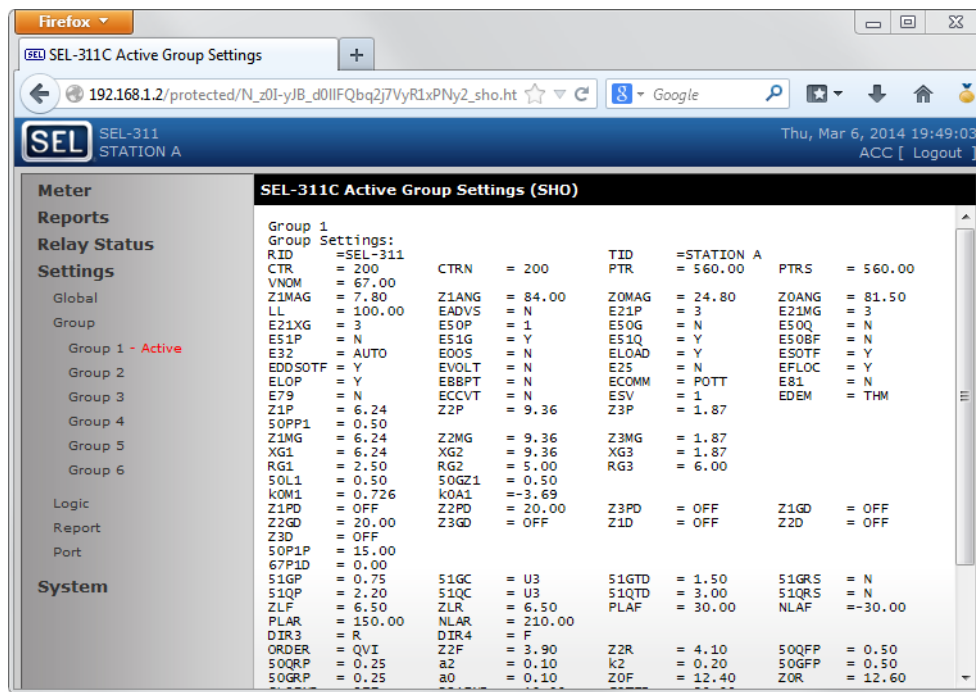 Firefox
SEL SEL-311C Active Group Settings
192.168.1.2/protected/N_z0I-yJB_d0IIFQbq2j7VyR1xPNy2_sho.ht
8 Google
SEL
SEL-311
STATION A
Thu, Mar 6, 2014 19:49:03
ACC [ Logout ]
Meter
Reports
Relay Status
Settings
Global
Group
Group 1 - Active
Group 2
Group 3
Group 4
Group 5
Group 6
Logic
Report
Port
System
SEL-311C Active Group Settings (SHO)
Group 1
Group Settings:
RID =SEL-311 TID =STATION A
CTR = 200 CTRN = 200 PTR = 560.00 PTRS = 560.00
VNOM = 67.00
Z1MAG = 7.80 Z1ANG = 84.00 Z0MAG = 24.80 Z0ANG = 81.50
LL = 100.00 EADVS = N E21P = 3 E21MG = 3
E21XG = 3 E50P = 1 E50G = N E50Q = N
E51P = N E51G = Y E51Q = Y E50BF = N
E32 = AUTO EOOS = N ELOAD = Y ESOTF = Y
EDDSOTF = Y EVOLT = N E25 = N EFLOC = Y
ELOP = Y EBBPT = N ECOMM = POTT E81 = N
E79 = N ECCVT = N ESV = 1 EDEM = THM
Z1P = 6.24 Z2P = 9.36 Z3P = 1.87
50PP1 = 0.50
Z1MG = 6.24 Z2MG = 9.36 Z3MG = 1.87
XG1 = 6.24 XG2 = 9.36 XG3 = 1.87
RG1 = 2.50 RG2 = 5.00 RG3 = 6.00
50L1 = 0.50 50GZ1 = 0.50
k0M1 = 0.726 k0A1 =-3.69
Z1PD = OFF Z2PD = 20.00 Z3PD = OFF Z1GD = OFF
Z2GD = 20.00 Z3GD = OFF Z1D = OFF Z2D = OFF
Z3D = OFF
50P1P = 15.00
67P1D = 0.00
51GP = 0.75 51GC = U3 51GTD = 1.50 51GRS = N
51QP = 2.20 51QC = U3 51QTD = 3.00 51QRS = N
ZLF = 6.50 ZLR = 6.50 PLAF = 30.00 NLAF =-30.00
PLAR = 150.00 NLAR = 210.00
DIR3 = R DIR4 = F
ORDER = QVI Z2F = 3.90 Z2R = 4.10 50QFP = 0.50
50QRP = 0.25 a2 = 0.10 k2 = 0.20 50GFP = 0.50
50GRP = 0.25 a0 = 0.10 Z0F = 12.40 Z0R = 12.60